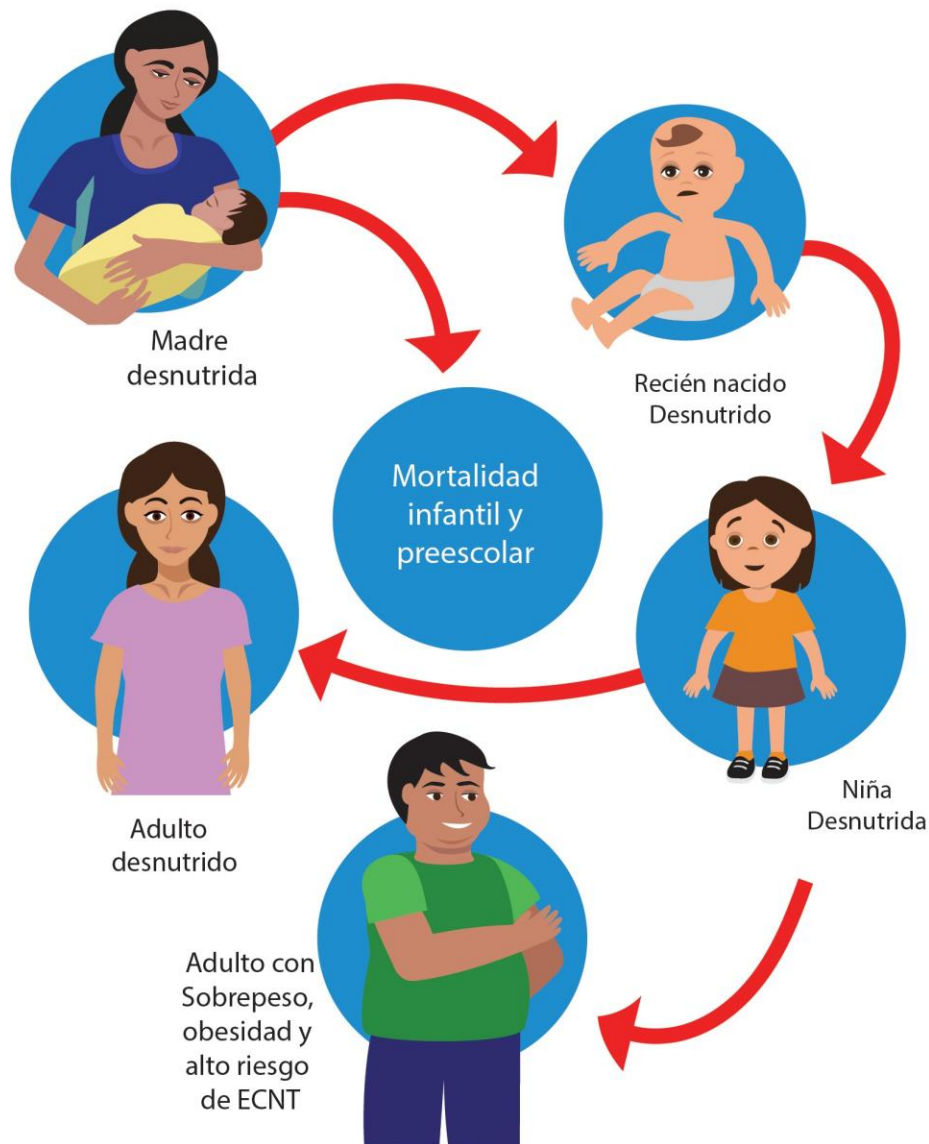 Madre
desnutrida
Recién nacido
Desnutrido
Mortalidad
infantil y
preescolar
Niña
Desnutrida
Adulto
desnutrido
Adulto con
Sobrepeso,
obesidad y
alto riesgo
de ECNT